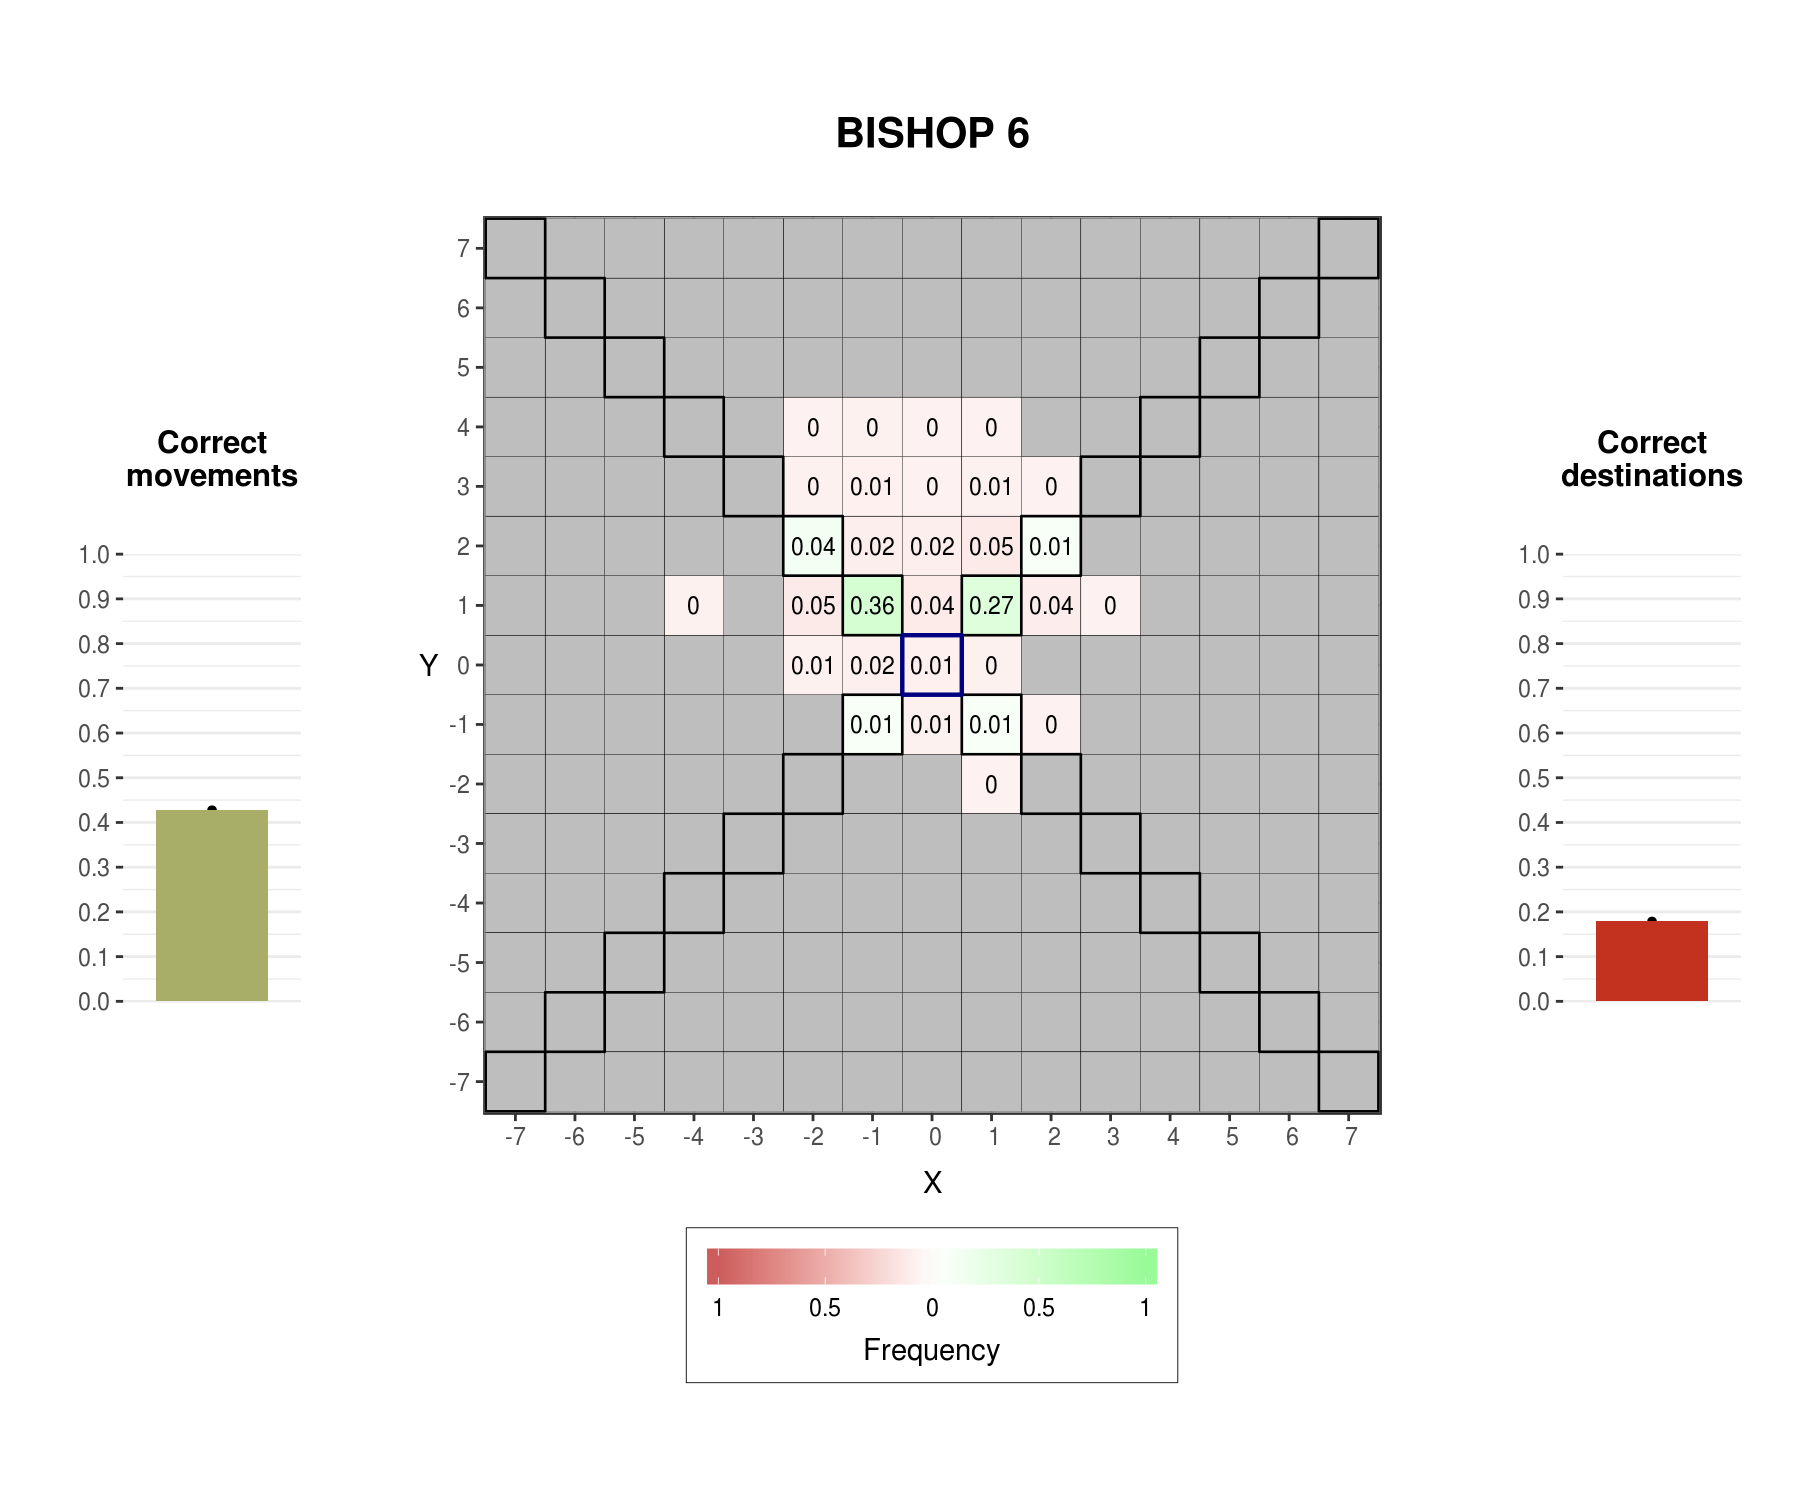 BISHOP 6
Correct
movements
1.0
0.9
0.8
0.7
0.6
0.5
0.4
0.3
0.2
0.1
0.0
Y
7
6
5
4 0 0 0 0
3 0 0.01 0 0.01 0
2 0.04 0.02 0.02 0.05 0.01
1 0 0.05 0.36 0.04 0.27 0.04 0
0 0.01 0.02 0.01 0
-1 0.01 0.01 0.01 0
-2 0
-3
-4
-5
-6
-7
-7 -6 -5 -4 -3 -2 -1 0 1 2 3 4 5 6 7
X
1 0.5 0 0.5 1
Frequency
Correct
destinations
1.0
0.9
0.8
0.7
0.6
0.5
0.4
0.3
0.2
0.1
0.0